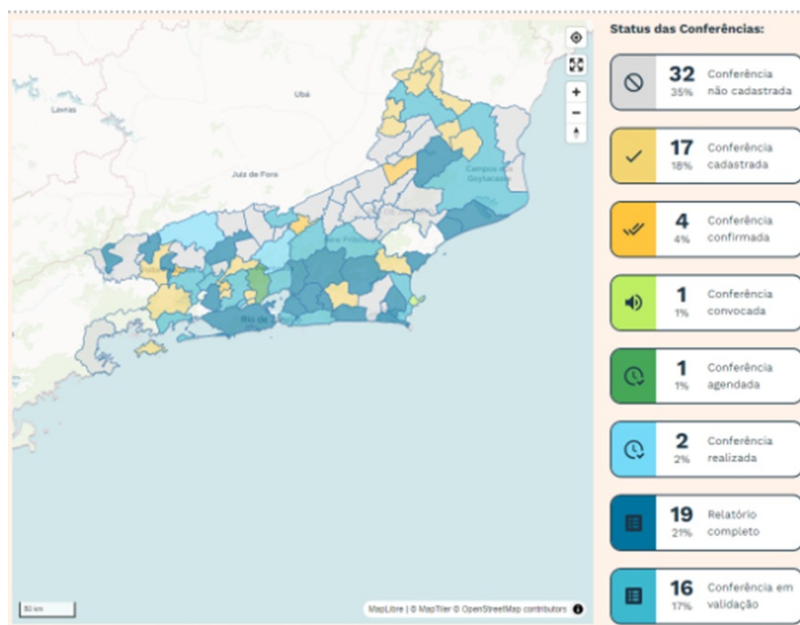 Status das Conferências:
32
35%
Conferência
não cadastrada
17
18%
Conferência
cadastrada
4
4%
Conferência
confirmada
1
1%
Conferência
convocada
1
1%
Conferência
agendada
2
2%
Conferência
realizada
19
21%
Relatório
completo
16
17%
Conferência em
validação
Ubá
Lavras
Juiz de Fora
Campos dos
Goytacazes
Rio de
50 km
MapLibre | © MapTiler © OpenStreetMap contributors